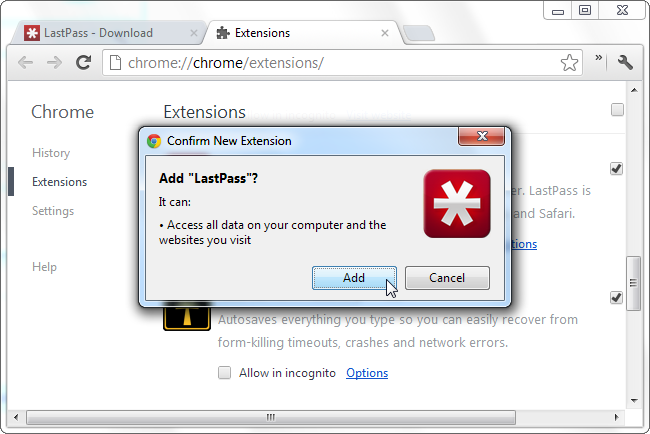 LastPass - Download
Extensions
chrome://chrome/extensions/
Chrome
Extensions
History
Extensions
Settings
Help
Confirm New Extension
Add "LastPass"?
It can:
• Access all data on your computer and the
websites you visit
Add
Cancel
er. LastPass is
and Safari.
tions
Autosaves everything you type so you can easily recover from
form-killing timeouts, crashes and network errors.
Allow in incognito
Options